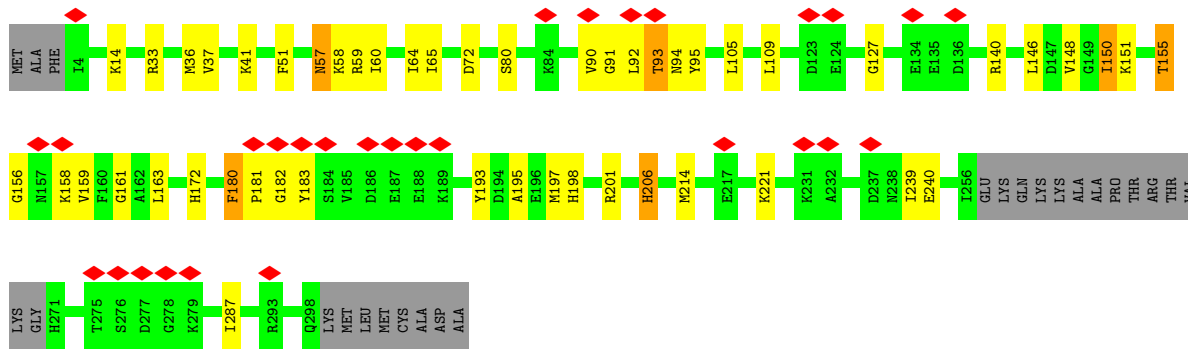 MET ALA PHE I4 K14 R33 M36 V37 K41 F51 N57 K58 R59 I60 I64 I65 D72 S80 K84 V90 G91 L92 T93 N94 Y95 L105 L109 D123 E124 G127 E134 E135 D136 R140 L146 D147 V148 G149 I150 K151 T155
G156 N157 K158 V159 F160 G161 A162 L163 H172 F180 P181 G182 Y183 S184 V185 D186 E187 E188 K189 Y193 D194 A195 E196 M197 H198 R201 H206 M214 E217 K221 K231 A232 D237 N238 I239 E240 I256 GLU LYS GLN LYS LYS ALA ALA PRO THR ARG THR VAL
LYS GLY H271 T275 S276 D277 G278 K279 I287 R293 Q298 LYS MET LEU MET CYS ALA ASP ALA